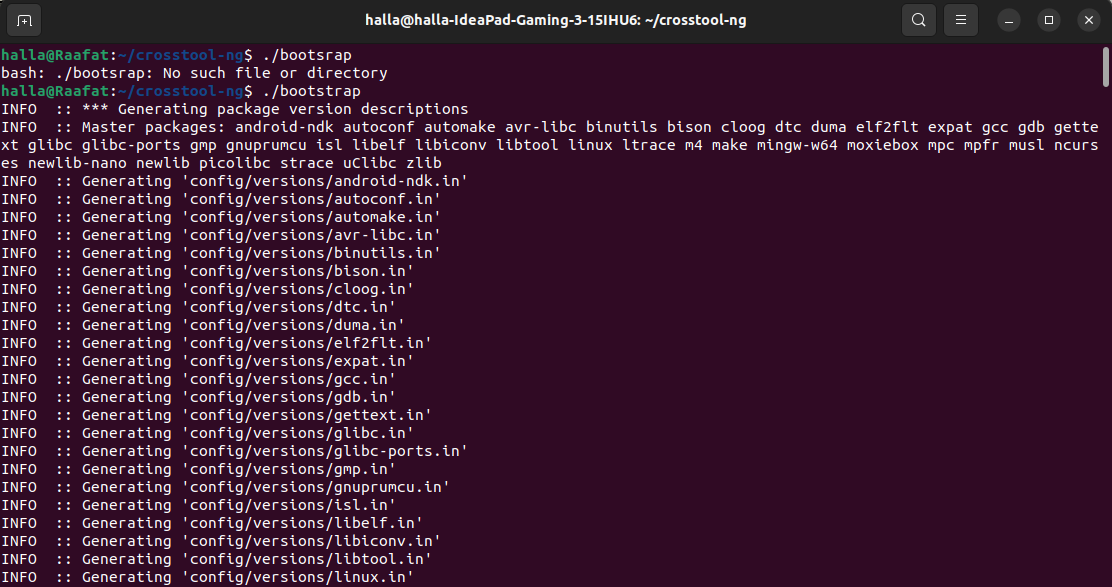 halla@halla-IdeaPad-Gaming-3-15IHU6: ~/crosstool-ng
halla@Raafat:~/crosstool-ng$ ./bootsrap
bash: ./bootsrap: No such file or directory
halla@Raafat:~/crosstool-ng$ ./bootstrap
INFO  :: *** Generating package version descriptions
INFO  :: Master packages: android-ndk autoconf automake avr-libc binutils bison cloog dtc duma elf2flt expat gcc gdb gette
xt glibc glibc-ports gmp gnuprumcu isl libelf libiconv libtool linux ltrace m4 make mingw-w64 moxiebox mpc mpfr musl ncurs
es newlib-nano newlib picolibc strace uClibc zlib
INFO  :: Generating 'config/versions/android-ndk.in'
INFO  :: Generating 'config/versions/autoconf.in'
INFO  :: Generating 'config/versions/automake.in'
INFO  :: Generating 'config/versions/avr-libc.in'
INFO  :: Generating 'config/versions/binutils.in'
INFO  :: Generating 'config/versions/bison.in'
INFO  :: Generating 'config/versions/cloog.in'
INFO  :: Generating 'config/versions/dtc.in'
INFO  :: Generating 'config/versions/duma.in'
INFO  :: Generating 'config/versions/elf2flt.in'
INFO  :: Generating 'config/versions/expat.in'
INFO  :: Generating 'config/versions/gcc.in'
INFO  :: Generating 'config/versions/gdb.in'
INFO  :: Generating 'config/versions/gettext.in'
INFO  :: Generating 'config/versions/glibc.in'
INFO  :: Generating 'config/versions/glibc-ports.in'
INFO  :: Generating 'config/versions/gmp.in'
INFO  :: Generating 'config/versions/gnuprumcu.in'
INFO  :: Generating 'config/versions/isl.in'
INFO  :: Generating 'config/versions/libelf.in'
INFO  :: Generating 'config/versions/libiconv.in'
INFO  :: Generating 'config/versions/libtool.in'
INFO  :: Generating 'config/versions/linux.in'